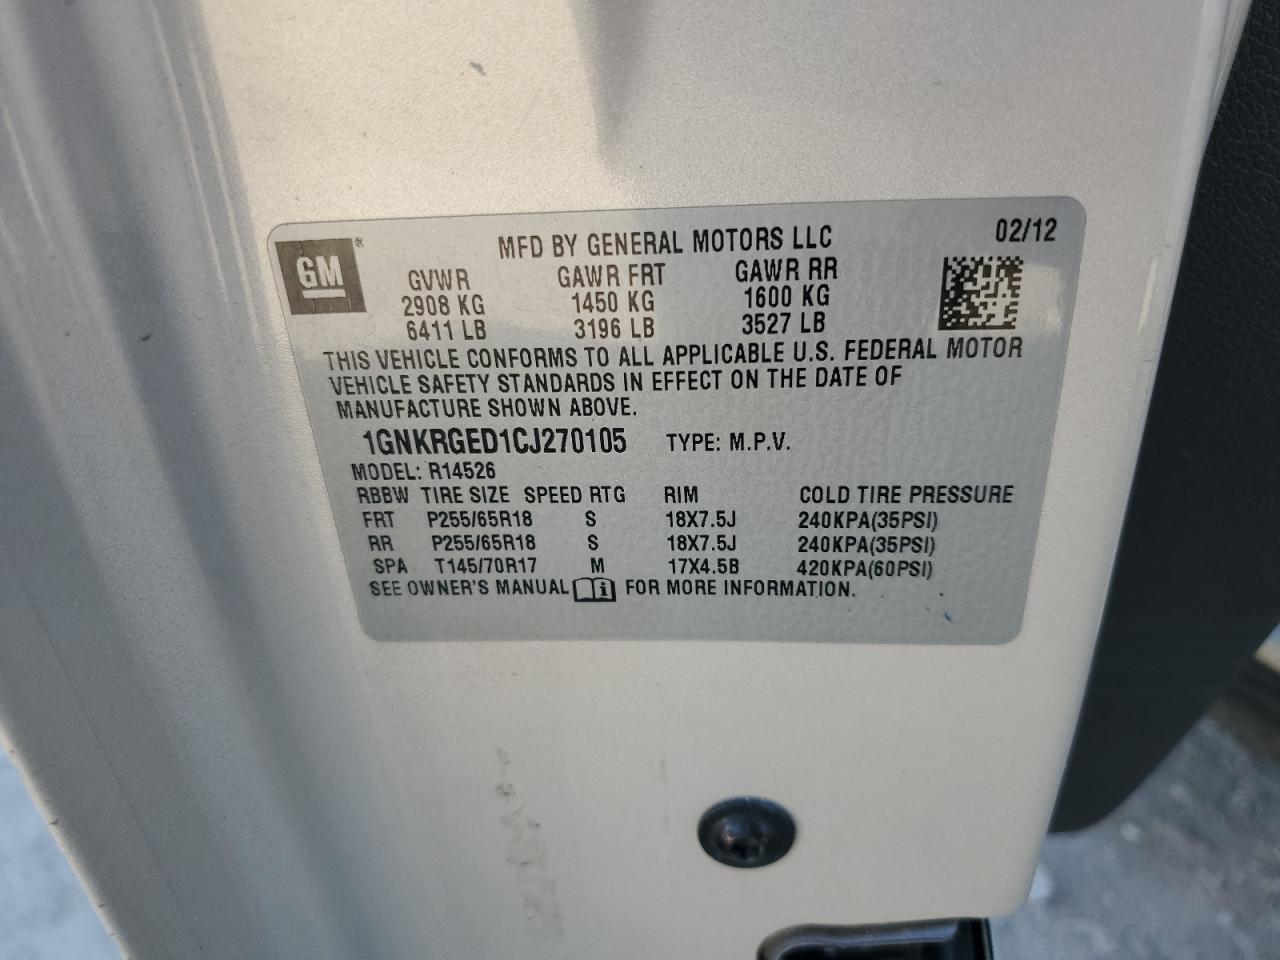 02/12
GM ®
MFD BY GENERAL MOTORS LLC
GVWR GAWR FRT GAWR RR
2908 KG 1450 KG 1600 KG
6411 LB 3196 LB 3527 LB
THIS VEHICLE CONFORMS TO ALL APPLICABLE U.S. FEDERAL MOTOR
VEHICLE SAFETY STANDARDS IN EFFECT ON THE DATE OF
MANUFACTURE SHOWN ABOVE.
1GNKRGED1CJ270105 TYPE: M.P.V.
MODEL: R14526
RBBW TIRE SIZE SPEED RTG RIM COLD TIRE PRESSURE
FRT P255/65R18 S 18X7.5J 240KPA(35PSI)
RR P255/65R18 S 18X7.5J 240KPA(35PSI)
SPA T145/70R17 M 17X4.5B 420KPA(60PSI)
SEE OWNER'S MANUAL i FOR MORE INFORMATION.